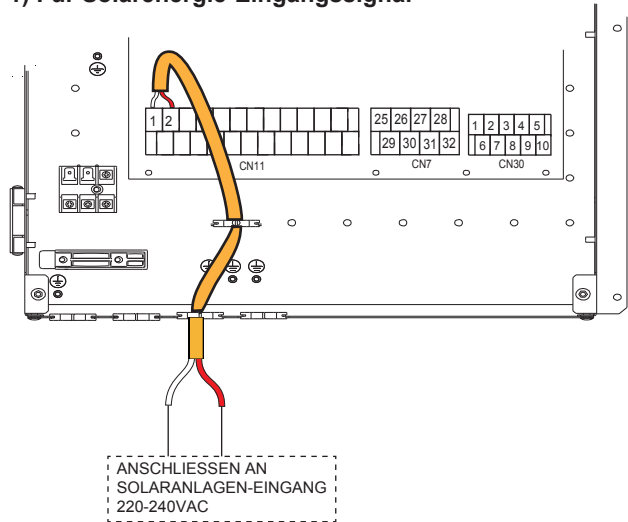 1) Für Solarenergie-Eingangssignal
1 2
25 26 27 28
29 30 31 32
1 2 3 4 5
6 7 8 9 10
CN11
CN7
CN30
ANSCHLIESSEN AN
SOLARANLAGEN-EINGANG
220-240VAC